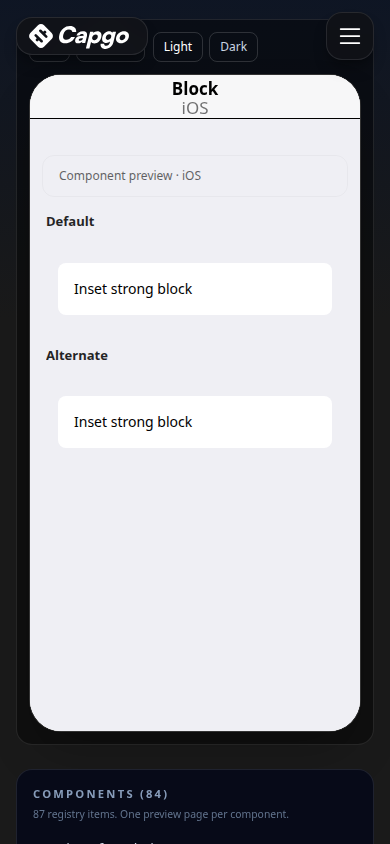 Capgo
Light
Dark
Block
iOS
Component preview · iOS
Default
Inset strong block
Alternate
Inset strong block
COMPONENTS (84)
87 registry items. One preview page per component.